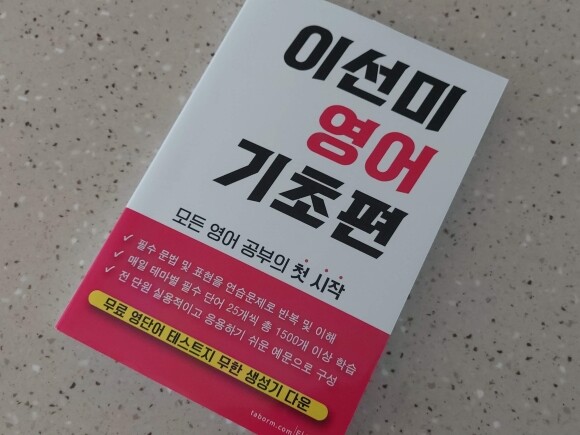 이선미
영어
기초편
모든 영어 공부의 첫 시작
✓ 필수 문법 및 표현을 연습문제로 반복 및 이해
✓ 매일 테마별 필수 단어 25개씩 총 1500개 이상 학습
✓ 전 단원 실용적이고 응용하기 쉬운 예문으로 구성
무료 영단어 테스트지 무한 생성기 다운
taborm.com